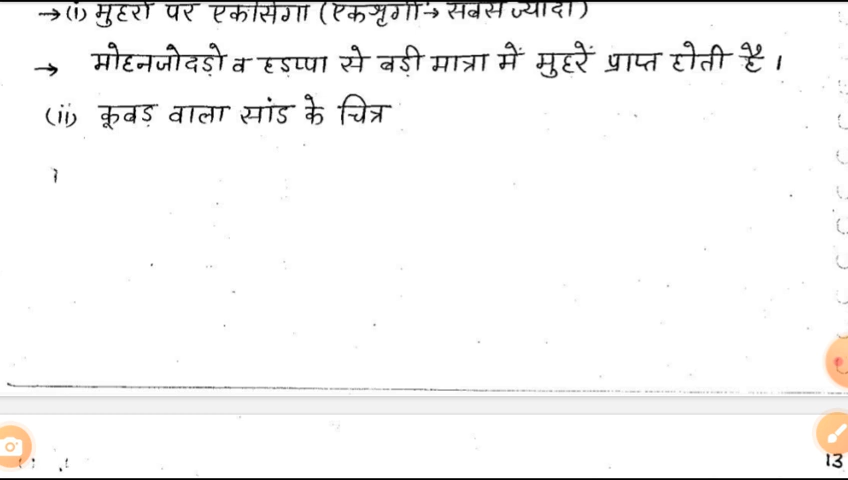 →(i) मुहरों पर एकसिंगा (एकशृंगी → सबसे ज्यादा)
→ मोहनजोदड़ो व हड़प्पा से बड़ी मात्रा में मुहरें प्राप्त होती है।
(ii) कूबड़ वाला सांड के चित्र
13